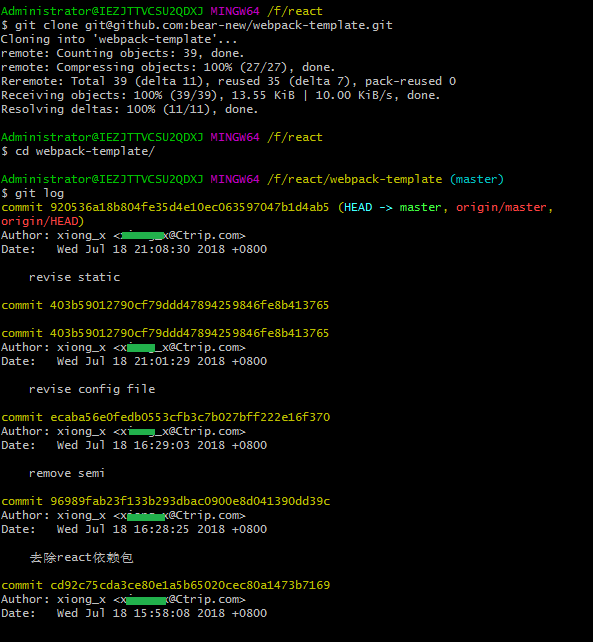 Administrator@IEZJTTVCSU2QDXJ MINGW64 /f/react
$ git clone git@github.com:bear-new/webpack-template.git
Cloning into 'webpack-template'...
remote: Counting objects: 39, done.
remote: Compressing objects: 100% (27/27), done.
Reremote: Total 39 (delta 11), reused 35 (delta 7), pack-reused 0
Receiving objects: 100% (39/39), 13.55 KiB | 10.00 KiB/s, done.
Resolving deltas: 100% (11/11), done.
Administrator@IEZJTTVCSU2QDXJ MINGW64 /f/react
$ cd webpack-template/
Administrator@IEZJTTVCSU2QDXJ MINGW64 /f/react/webpack-template (master)
$ git log
commit 920536a18b804fe35d4e10ec063597047b1d4ab5 (HEAD -> master, origin/master,
origin/HEAD)
Author: xiong_x <x@Ctrip.com>
Date:   Wed Jul 18 21:08:30 2018 +0800
revise static
commit 403b59012790cf79ddd47894259846fe8b413765
commit 403b59012790cf79ddd47894259846fe8b413765
Author: xiong_x <x_x@Ctrip.com>
Date:   Wed Jul 18 21:01:29 2018 +0800
revise config file
commit ecaba56e0fedb0553cfb3c7b027bff222e16f370
Author: xiong_x <x_x@Ctrip.com>
Date:   Wed Jul 18 16:29:03 2018 +0800
remove semi
commit 96989fab23f133b293dbac0900e8d041390dd39c
Author: xiong_x <x_x@Ctrip.com>
Date:   Wed Jul 18 16:28:25 2018 +0800
去除react依赖包
commit cd92c75cda3ce80e1a5b65020cec80a1473b7169
Author: xiong_x <x_x@Ctrip.com>
Date:   Wed Jul 18 15:58:08 2018 +0800